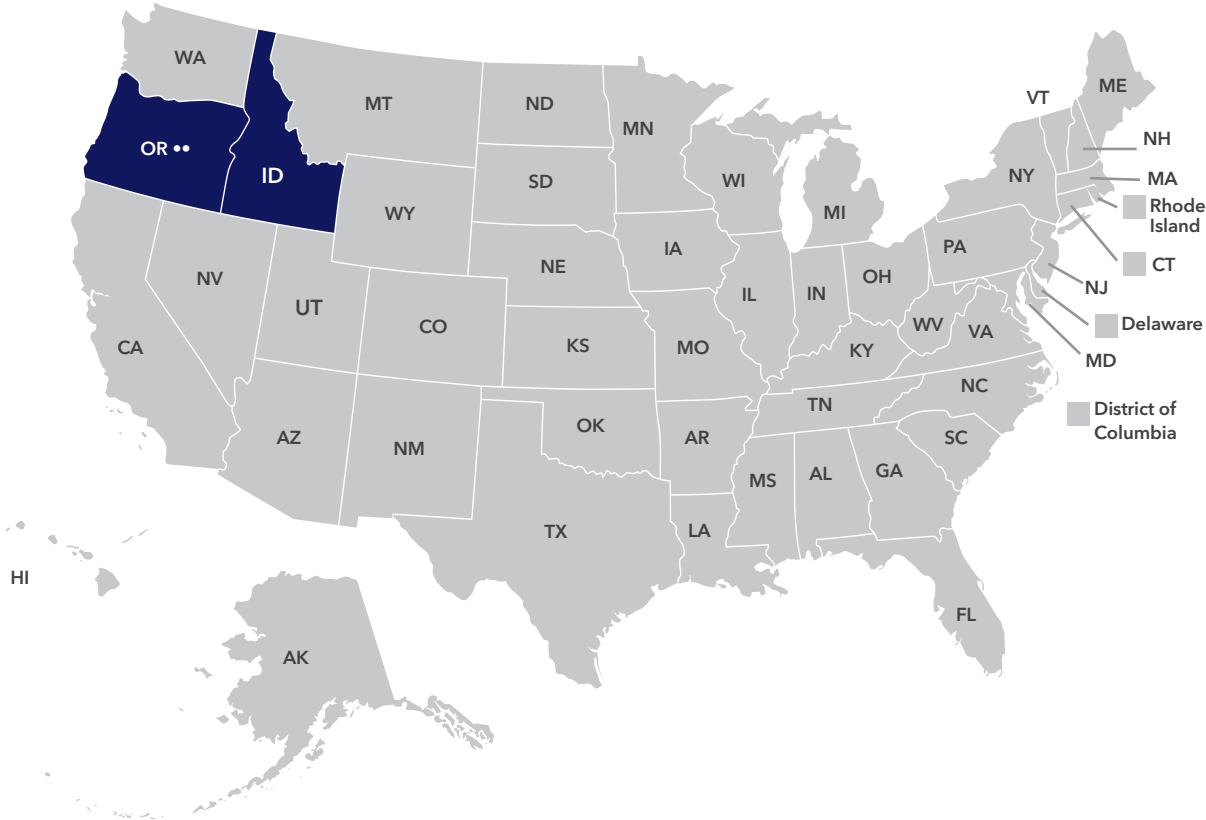 WA
MT
ND
MN
OR ••
ID
SD
WI
MI
WY
NE
IA
NV
UT
CO
KS
MO
IL
IN
OH
KY
WV
VA
PA
NY
VT
ME
NH
MA
Rhode
Island
CT
NJ
Delaware
MD
District of
Columbia
CA
AZ
NM
OK
AR
TN
NC
SC
MS
AL
GA
TX
LA
FL
HI
AK